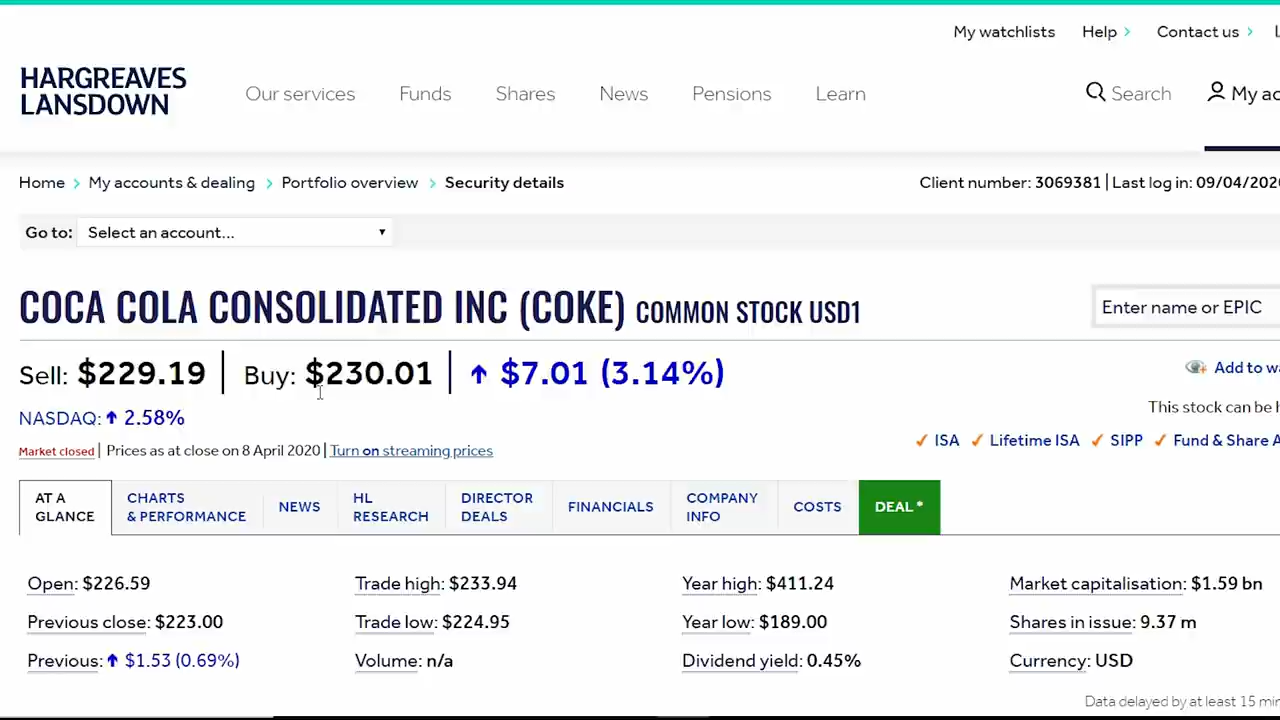 My watchlists Help Contact us
HARGREAVES
LANSDOWN
Our services Funds Shares News Pensions Learn Search My
Home > My accounts & dealing > Portfolio overview > Security details
Client number: 3069381 | Last log in: 09/04/2020
Go to: Select an account...
COCA COLA CONSOLIDATED INC (COKE) COMMON STOCK USD1
Enter name or EPIC
Sell: $229.19 | Buy: $230.01 | ↑ $7.01 (3.14%)
Add to
NASDAQ: ↑ 2.58%
This stock can be
Market closed | Prices as at close on 8 April 2020 | Turn on streaming prices
✓ ISA ✓ Lifetime ISA ✓ SIPP ✓ Fund & Share
AT A GLANCE
CHARTS & PERFORMANCE
NEWS
HL RESEARCH
DIRECTOR DEALS
FINANCIALS
COMPANY INFO
COSTS
DEAL *
Open: $226.59 Trade high: $233.94 Year high: $411.24 Market capitalisation: $1.59 bn
Previous close: $223.00 Trade low: $224.95 Year low: $189.00 Shares in issue: 9.37 m
Previous: ↑ $1.53 (0.69%) Volume: n/a Dividend yield: 0.45% Currency: USD
Data delayed by at least 15